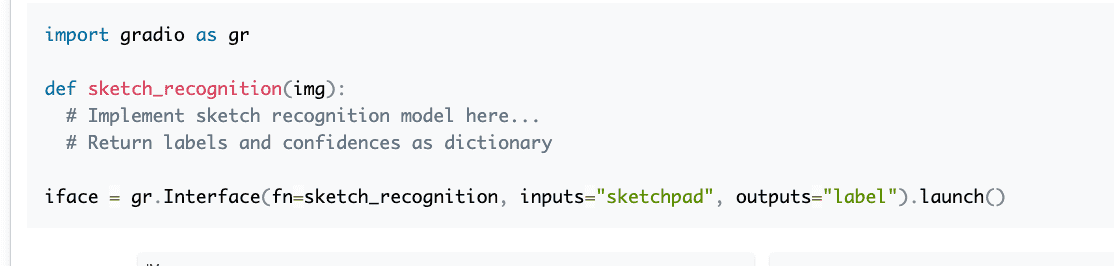 import gradio as gr
def sketch_recognition(img):
# Implement sketch recognition model here...
# Return labels and confidences as dictionary
iface = gr.Interface(fn=sketch_recognition, inputs="sketchpad", outputs="label").launch()